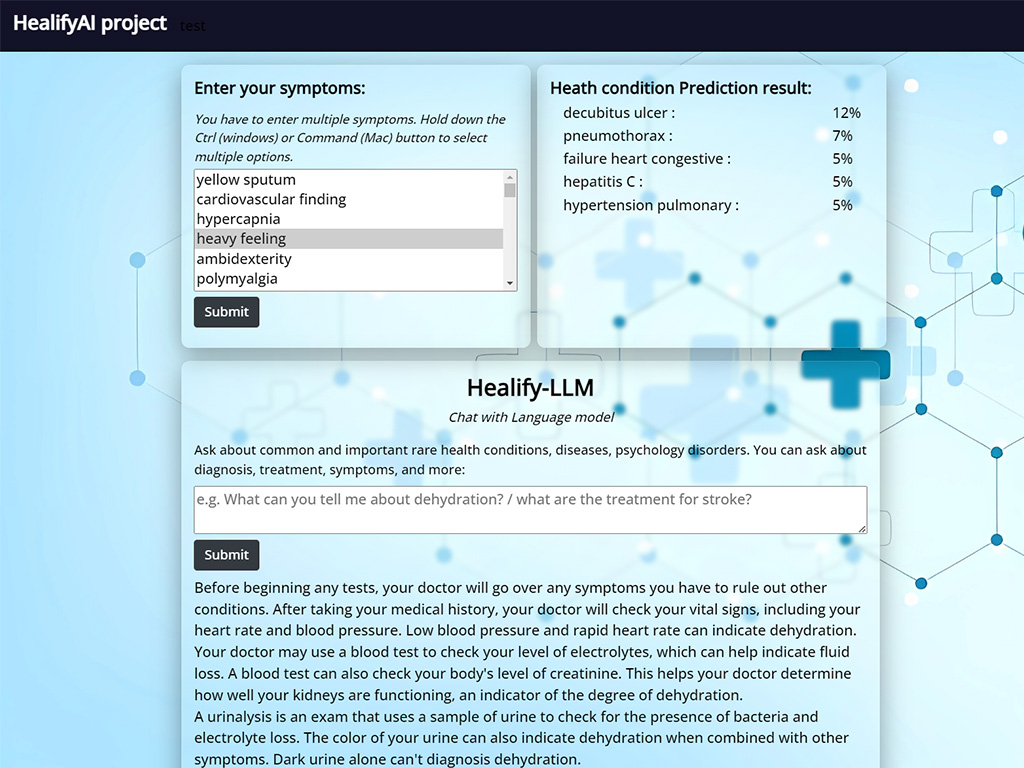 HealifyAI project test
Enter your symptoms:
You have to enter multiple symptoms. Hold down the
Ctrl (windows) or Command (Mac) button to select
multiple options.
yellow sputum
cardiovascular finding
hypercapnia
heavy feeling
ambidexterity
polymyalgia
Submit
Heath condition Prediction result:
decubitus ulcer : 12%
pneumothorax : 7%
failure heart congestive : 5%
hepatitis C : 5%
hypertension pulmonary : 5%
Healify-LLM
Chat with Language model
Ask about common and important rare health conditions, diseases, psychology disorders. You can ask about
diagnosis, treatment, symptoms, and more:
e.g. What can you tell me about dehydration? / what are the treatment for stroke?
Submit
Before beginning any tests, your doctor will go over any symptoms you have to rule out other
conditions. After taking your medical history, your doctor will check your vital signs, including your
heart rate and blood pressure. Low blood pressure and rapid heart rate can indicate dehydration.
Your doctor may use a blood test to check your level of electrolytes, which can help indicate fluid
loss. A blood test can also check your body's level of creatinine. This helps your doctor determine
how well your kidneys are functioning, an indicator of the degree of dehydration.
A urinalysis is an exam that uses a sample of urine to check for the presence of bacteria and
electrolyte loss. The color of your urine can also indicate dehydration when combined with other
symptoms. Dark urine alone can't diagnosis dehydration.